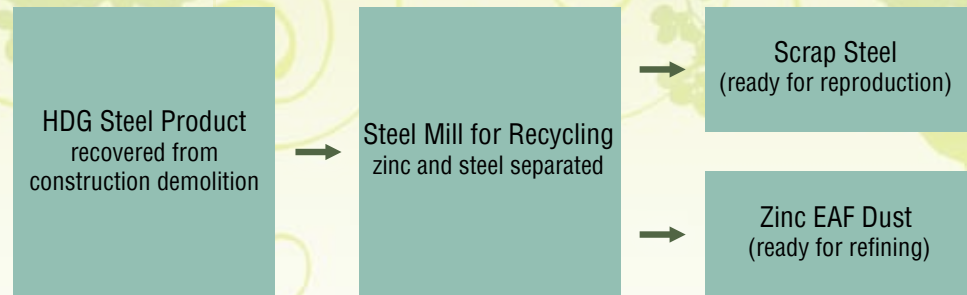 HDG Steel Product
recovered from
construction demolition
Steel Mill for Recycling
zinc and steel separated
Scrap Steel
(ready for reproduction)
Zinc EAF Dust
(ready for refining)